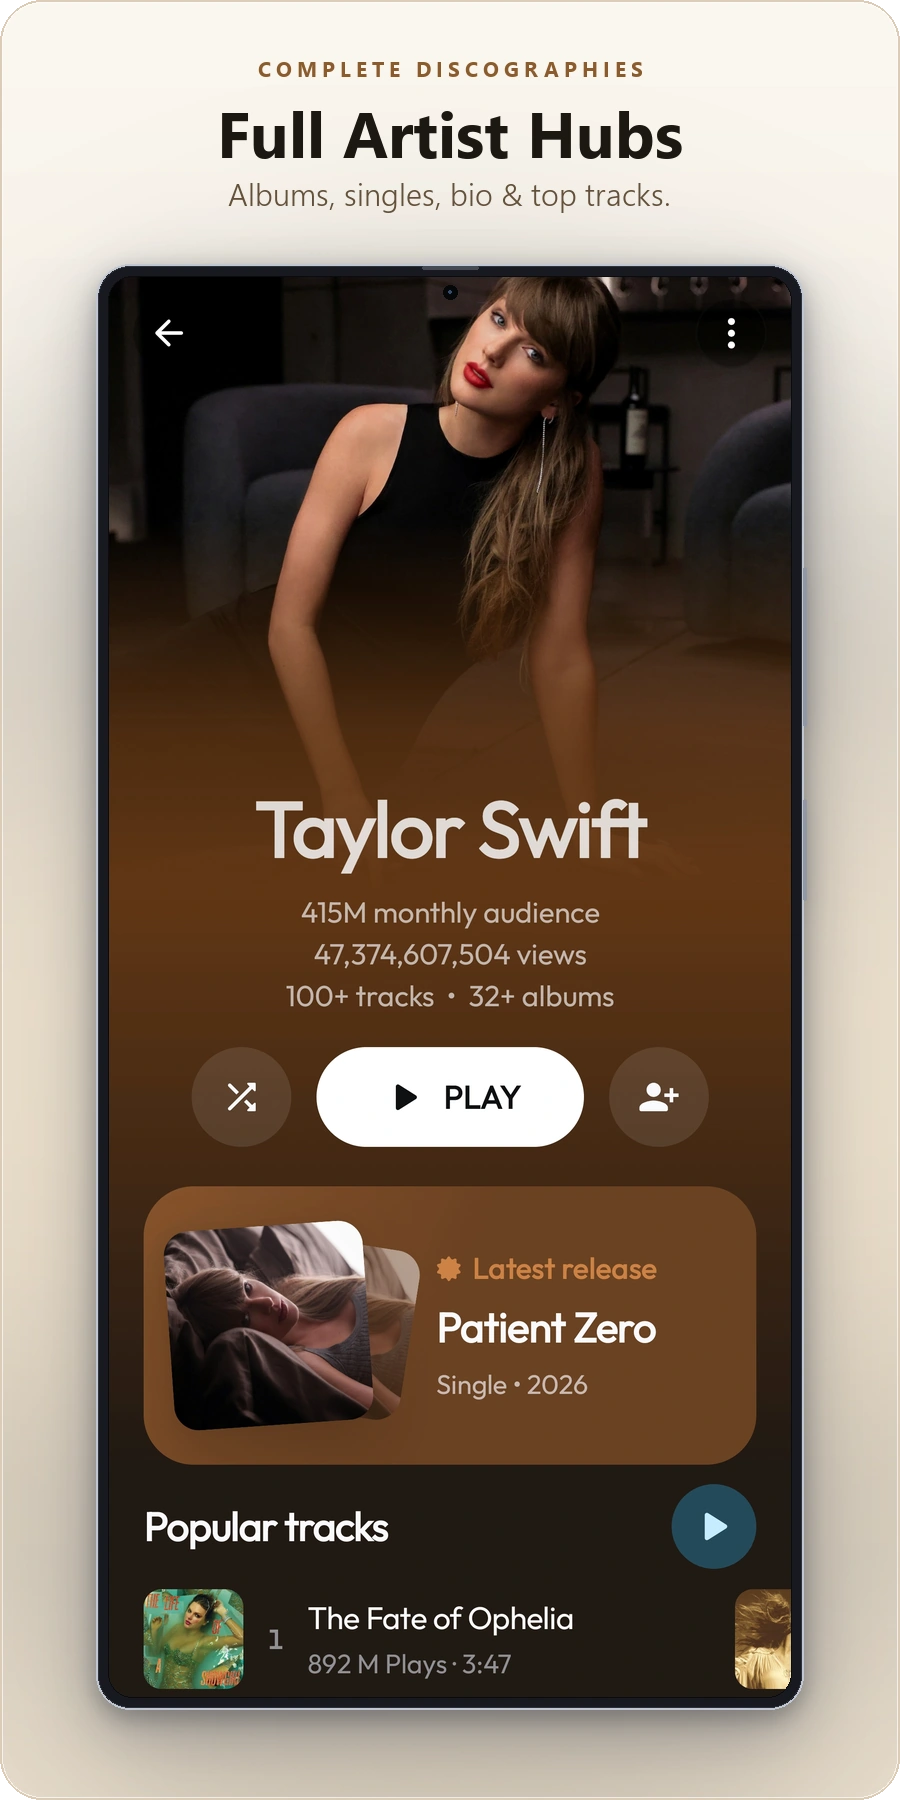 COMPLETE DISCOGRAPHIES
Full Artist Hubs
Albums, singles, bio & top tracks.
Taylor Swift
415M monthly audience
47,374,607,504 views
100+ tracks • 32+ albums
PLAY
Latest release
Patient Zero
Single • 2026
Popular tracks
1
The Fate of Ophelia
892 M Plays · 3:47